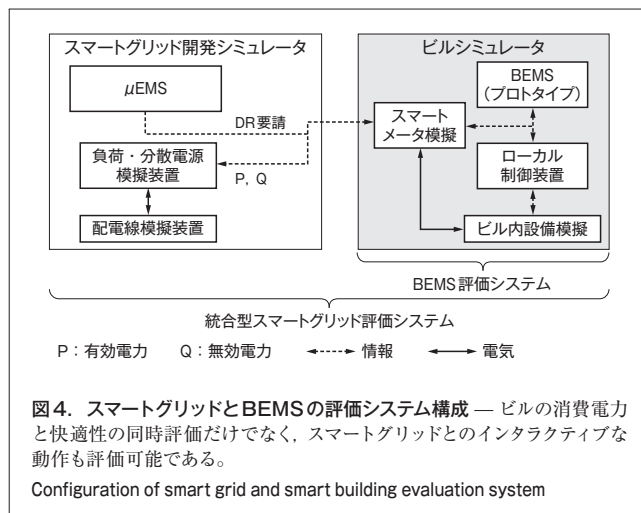 スマートグリッド開発シミュレータ
μEMS
DR要請
負荷・分散電源
模擬装置
P, Q
配電線模擬装置
ビルシミュレータ
BEMS
(プロトタイプ)
スマート
メータ模擬
ローカル
制御装置
ビル内設備模擬
BEMS評価システム
統合型スマートグリッド評価システム
P:有効電力 Q:無効電力 情報 電気
図4. スマートグリッドとBEMSの評価システム構成 — ビルの消費電力
と快適性の同時評価だけでなく,スマートグリッドとのインタラクティブな
動作も評価可能である。
Configuration of smart grid and smart building evaluation system